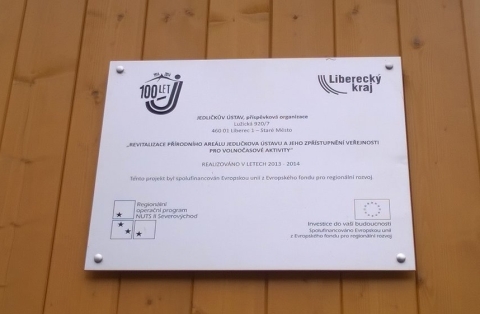 100 LET
Liberecký
kraj
JEDLIČKŮV ÚSTAV, příspěvková organizace
Lužická 920/7
460 01 Liberec 1 – Staré Město
„REVITALIZACE PŘÍRODNÍHO AREÁLU JEDLIČKOVA ÚSTAVU A JEHO ZPŘÍSTUPNĚNÍ VEŘEJNOSTI
PRO VOLNOČASOVÉ AKTIVITY“
REALIZOVÁNO V LETECH 2013 - 2014
Tento projekt byl spolufinancován Evropskou unií z Evropského fondu pro regionální rozvoj.
Regionální
operační program
NUTS II Severovýchod
Investice do vaší budoucnosti
Spolufinancováno Evropskou unií
z Evropského fondu pro regionální rozvoj